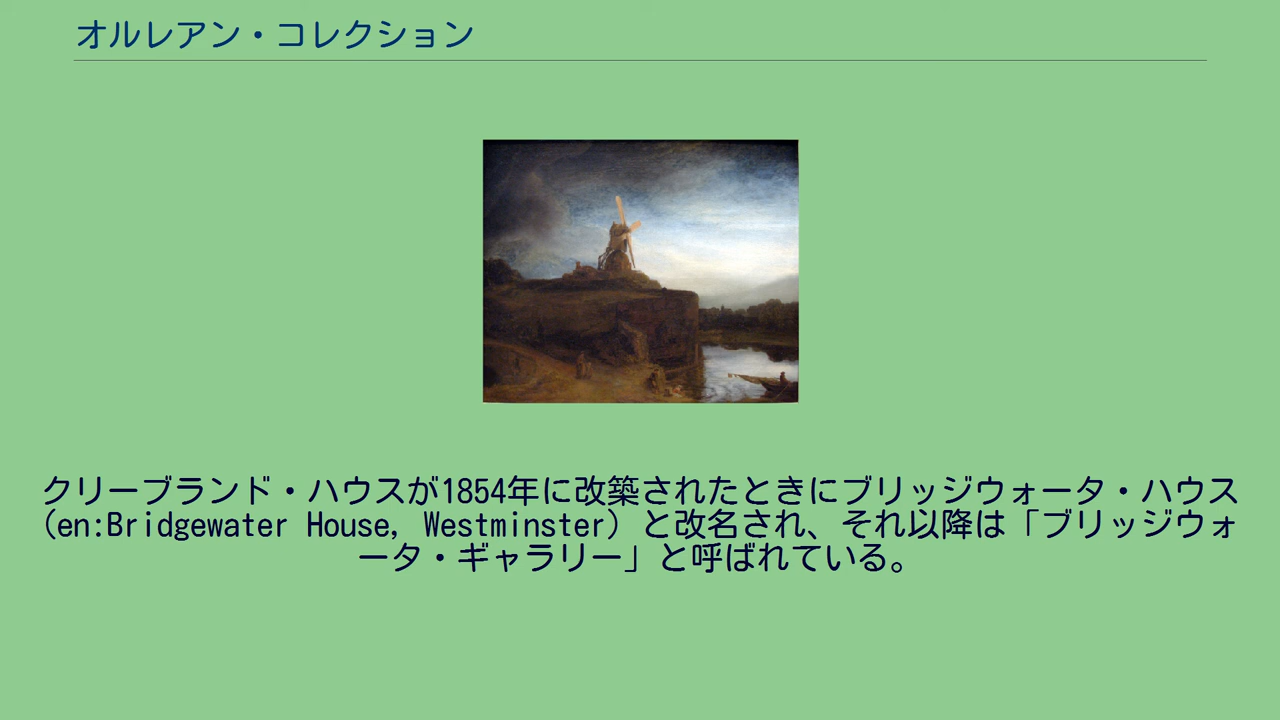 オルレアン・コレクション
クリーブランド・ハウスが1854年に改築されたときにブリッジウォータ・ハウス
(en:Bridgewater House, Westminster) と改名され、それ以降は「ブリッジウォ
ータ・ギャラリー」と呼ばれている。